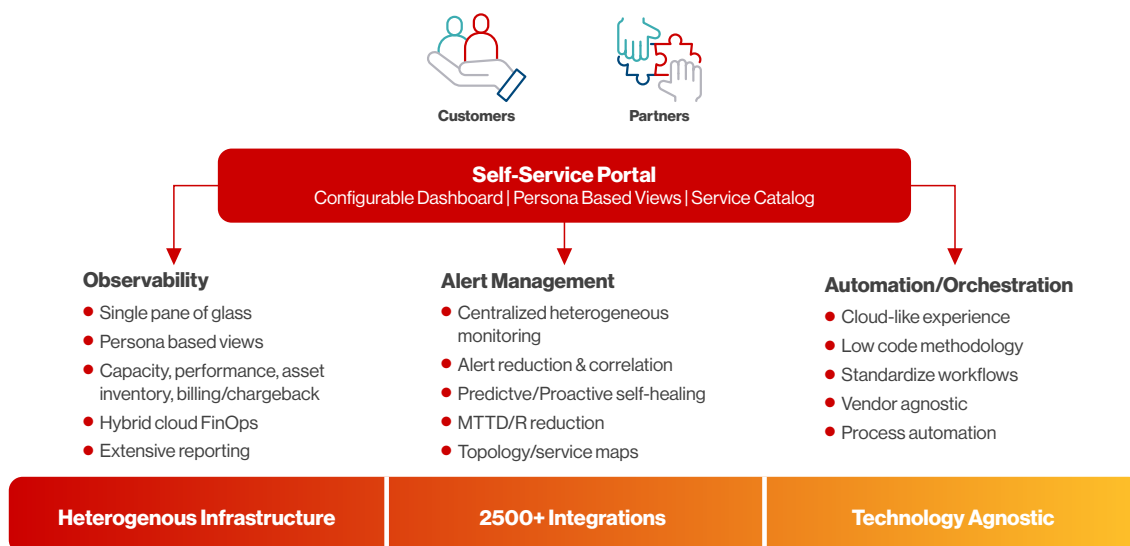 Customers
Partners
Self-Service Portal
Configurable Dashboard | Persona Based Views | Service Catalog
Observability
Single pane of glass
Persona based views
Capacity, performance, asset
inventory, billing/chargeback
Hybrid cloud FinOps
Extensive reporting
Alert Management
Centralized heterogeneous
monitoring
Alert reduction & correlation
Predictve/Proactive self-healing
MTTD/R reduction
Topology/service maps
Automation/Orchestration
Cloud-like experience
Low code methodology
Standardize workflows
Vendor agnostic
Process automation
Heterogenous Infrastructure
2500+ Integrations
Technology Agnostic